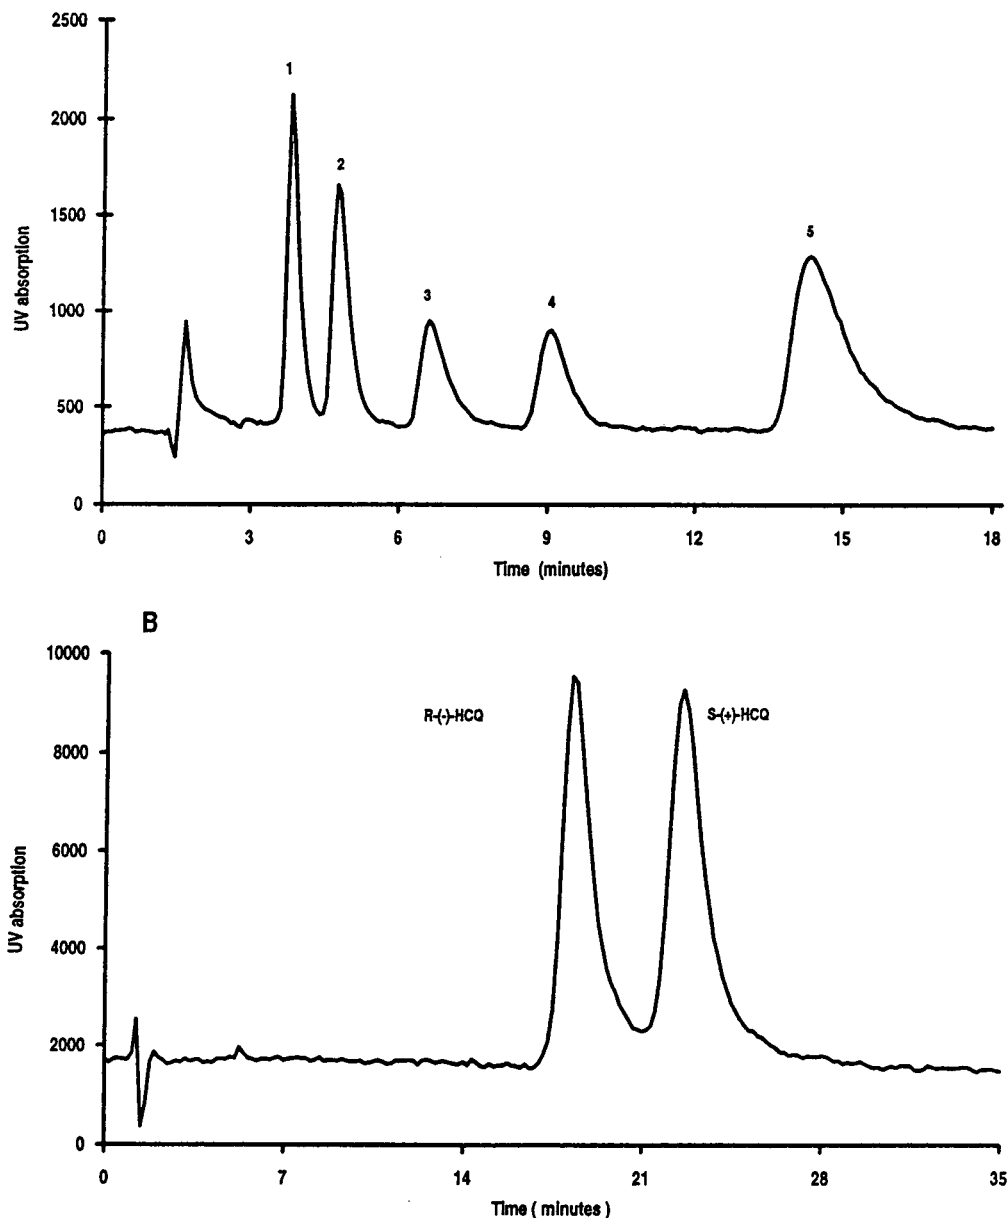 2500
1
2000
2
1500
5
UV absorption
3
4
1000
500
0
0 3 6 9 12 15 18
Time (minutes)
B
10000
R-(-)-HCQ
S-(+)-HCQ
8000
UV absorption
6000
4000
2000
0
0 7 14 21 28 35
Time ( minutes )